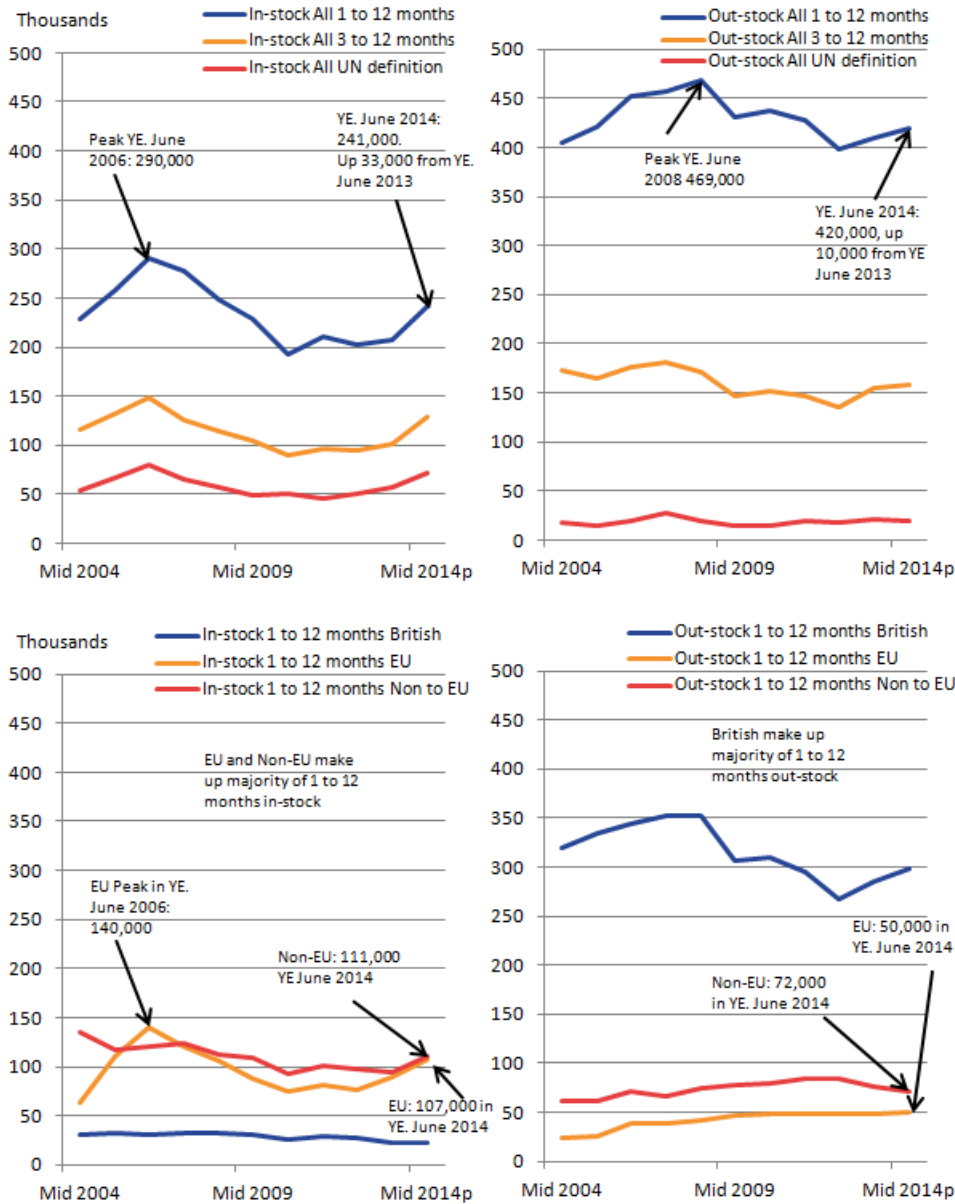 Thousands
In-stock All 1 to 12 months
In-stock All 3 to 12 months
In-stock All UN definition
500
450
400
350
300
250
200
150
100
50
0
Peak YE. June
2006: 290,000
YE. June 2014:
241,000.
Up 33,000 from YE.
June 2013
Mid 2004
Mid 2009
Mid 2014p
Out-stock All 1 to 12 months
Out-stock All 3 to 12 months
Out-stock All UN definition
500
450
400
350
300
250
200
150
100
50
0
Peak YE. June
2008 469,000
YE. June 2014:
420,000, up
10,000 from YE
June 2013
Mid 2004
Mid 2009
Mid 2014p
Thousands
In-stock 1 to 12 months British
In-stock 1 to 12 months EU
In-stock 1 to 12 months Non to EU
500
450
400
350
300
250
200
150
100
50
0
EU and Non-EU make
up majority of 1 to 12
months in-stock
EU Peak in YE.
June 2006:
140,000
Non-EU: 111,000
YE June 2014
EU: 107,000 in
YE. June 2014
Mid 2004
Mid 2009
Mid 2014p
Out-stock 1 to 12 months British
Out-stock 1 to 12 months EU
Out-stock 1 to 12 months Non to EU
500
450
400
350
300
250
200
150
100
50
0
British make up
majority of 1 to 12
months out-stock
EU: 50,000 in
YE. June 2014
Non-EU: 72,000
in YE. June 2014
Mid 2004
Mid 2009
Mid 2014p